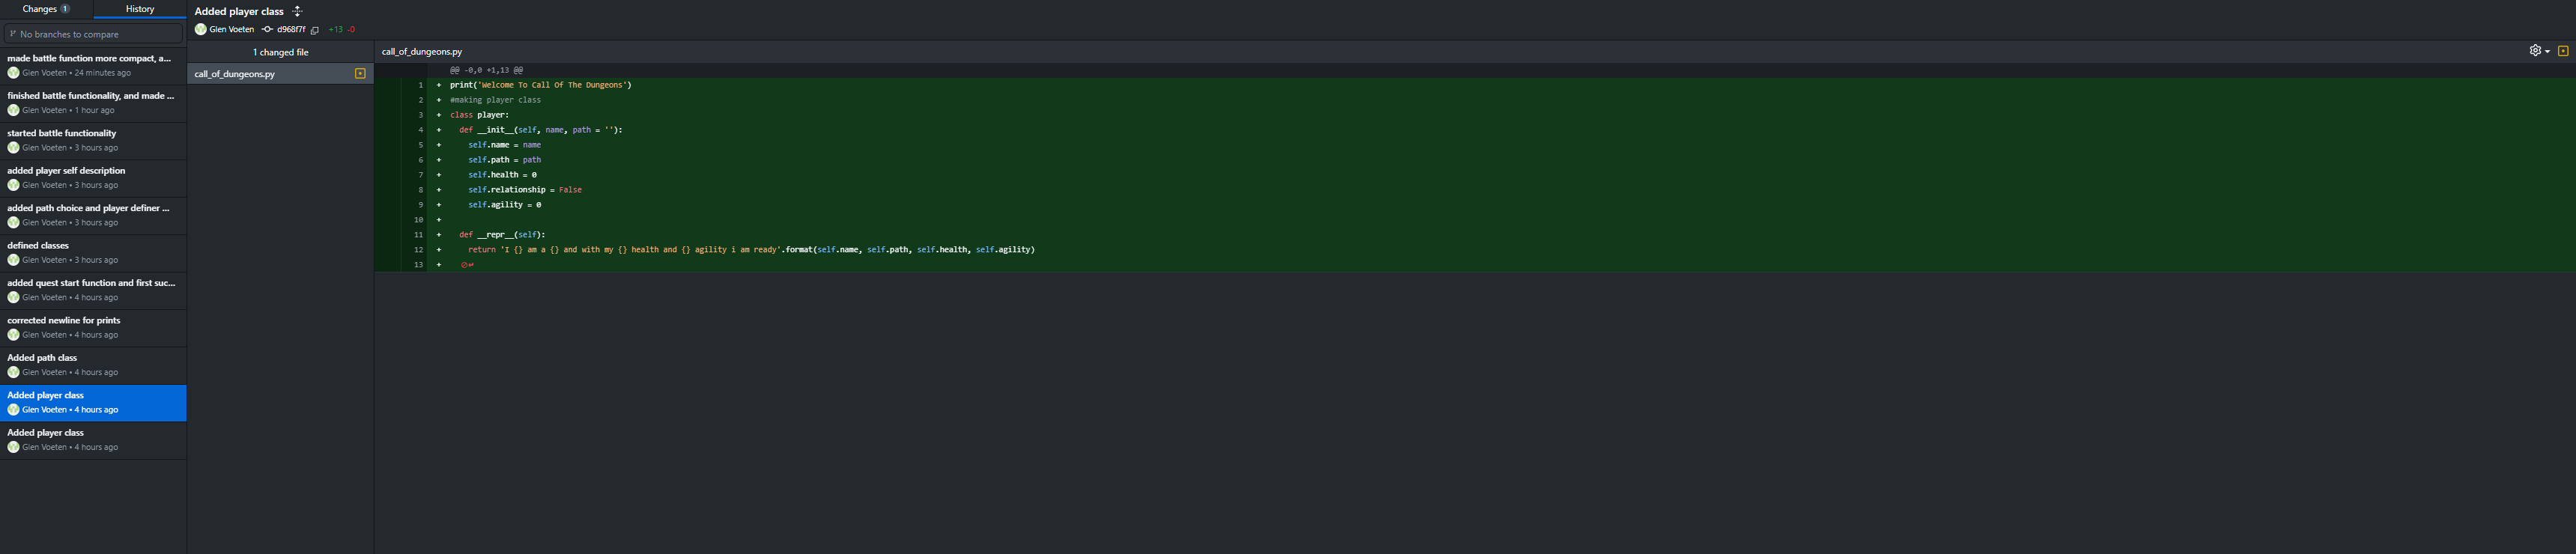 Changes 1 History
No branches to compare
made battle function more compact, a...
Glen Voeten • 24 minutes ago
finished battle functionality, and made ...
Glen Voeten • 1 hour ago
started battle functionality
Glen Voeten • 3 hours ago
added player self description
Glen Voeten • 3 hours ago
added path choice and player definer ...
Glen Voeten • 3 hours ago
defined classes
Glen Voeten • 3 hours ago
added quest start function and first suc...
Glen Voeten • 4 hours ago
corrected newline for prints
Glen Voeten • 4 hours ago
Added path class
Glen Voeten • 4 hours ago
Added player class
Glen Voeten • 4 hours ago
Added player class
Glen Voeten • 4 hours ago
Added player class
Glen Voeten d968f7f +13 -0
1 changed file
call_of_dungeons.py
call_of_dungeons.py
@@ -0,0 +1,13 @@
1 + print('Welcome To Call Of The Dungeons')
2 + #making player class
3 + class player:
4 + def __init__(self, name, path = ''):
5 + self.name = name
6 + self.path = path
7 + self.health = 0
8 + self.relationship = False
9 + self.agility = 0
10 +
11 + def __repr__(self):
12 + return 'I {} am a {} and with my {} health and {} agility i am ready'.format(self.name, self.path, self.health, self.agility)
13 +